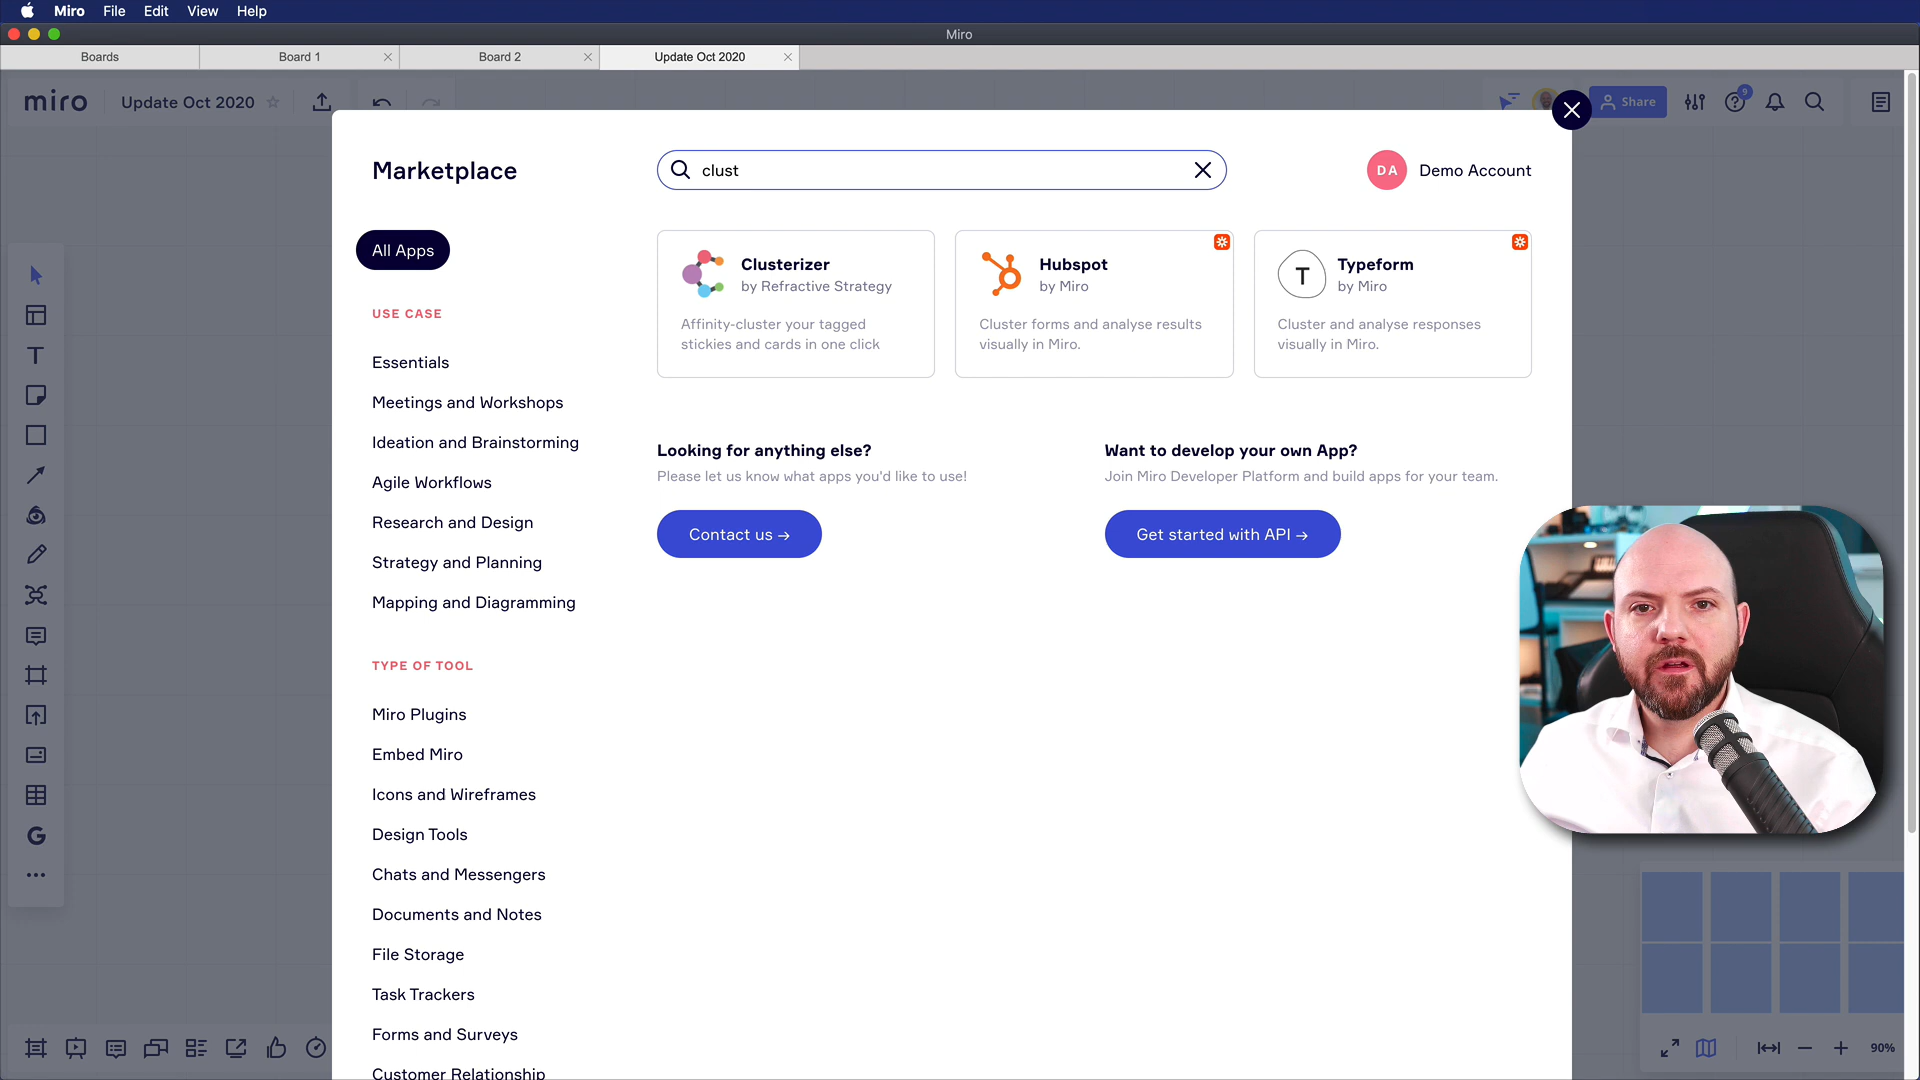 Miro File Edit View Help
Miro
Boards Board 1 Board 2 Update Oct 2020
miro Update Oct 2020 Share 9
Marketplace clust DA Demo Account
All Apps
USE CASE
Essentials
Meetings and Workshops
Ideation and Brainstorming
Agile Workflows
Research and Design
Strategy and Planning
Mapping and Diagramming
TYPE OF TOOL
Miro Plugins
Embed Miro
Icons and Wireframes
Design Tools
Chats and Messengers
Documents and Notes
File Storage
Task Trackers
Forms and Surveys
Customer Relationship
Clusterizer
by Refractive Strategy
Affinity-cluster your tagged
stickies and cards in one click
Hubspot
by Miro
Cluster forms and analyse results
visually in Miro.
T
Typeform
by Miro
Cluster and analyse responses
visually in Miro.
Looking for anything else?
Please let us know what apps you'd like to use!
Contact us →
Want to develop your own App?
Join Miro Developer Platform and build apps for your team.
Get started with API →
90%